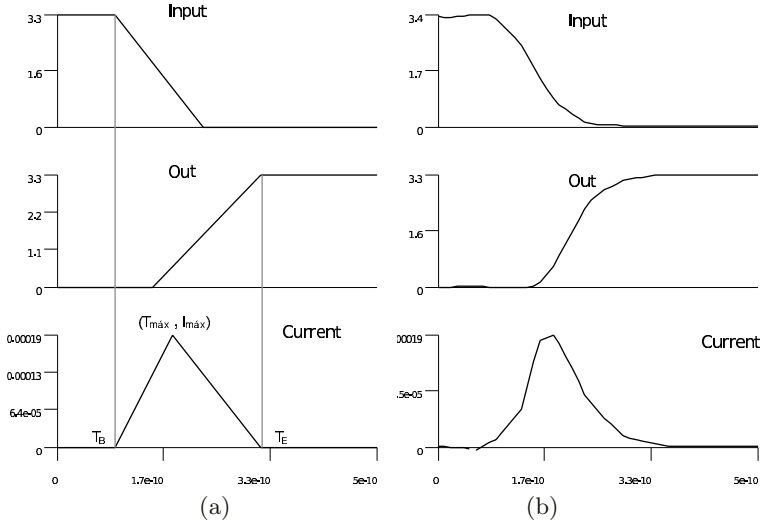 Input
3.3
1.6
0
Out
3.3
2.2
1.1
0
(Tmáx , Imáx)
Current
0.00019
0.00013
6.4e-05
0
TB
TE
0
1.7e-10
3.3e-10
5e-10
(a)
Input
3.4
1.7
0
Out
3.3
1.6
0
Current
00019
.5e-05
0
0
1.7e-10
3.3e-10
5e-10
(b)